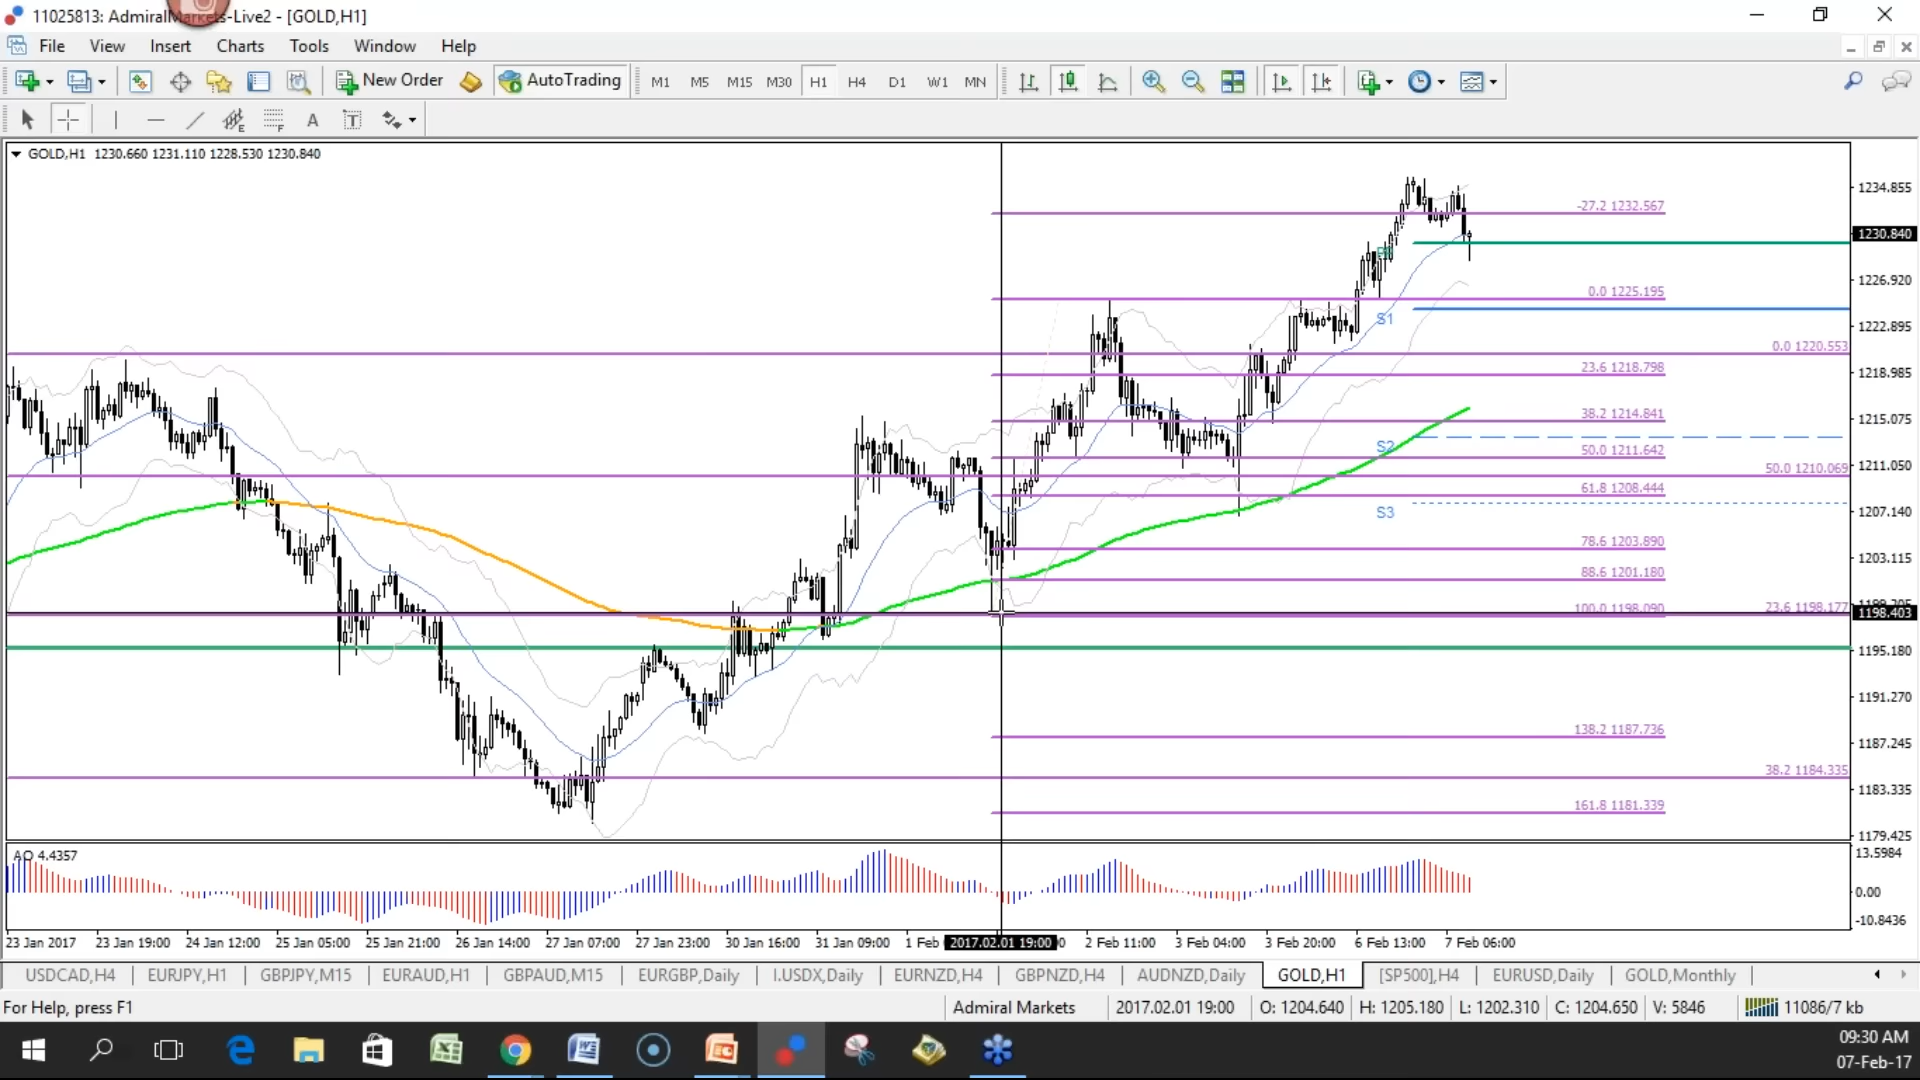 11025813: AdmiralMarkets-Live2 - [GOLD,H1]
File View Insert Charts Tools Window Help
New Order AutoTrading M1 M5 M15 M30 H1 H4 D1 W1 MN
E F A T
GOLD,H1 1230.660 1231.110 1228.530 1230.840
1234.855
-27.2 1232.567
1230.840
1226.920
0.0 1225.195
S1
1222.895
0.0 1220.553
23.6 1218.798
1218.985
38.2 1214.841
1215.075
S2
50.0 1211.642
1211.050
50.0 1210.069
61.8 1208.444
S3
1207.140
78.6 1203.890
1203.115
88.6 1201.180
100.0 1198.090
23.6 1198.177
1198.403
1195.180
1191.270
138.2 1187.736
1187.245
38.2 1184.335
1183.335
161.8 1181.339
1179.425
AO 4.4357
13.5984
0.00
-10.8436
23 Jan 2017 23 Jan 19:00 24 Jan 12:00 25 Jan 05:00 25 Jan 21:00 26 Jan 14:00 27 Jan 07:00 27 Jan 23:00 30 Jan 16:00 31 Jan 09:00 1 Feb 2017.02.01 19:00 2 Feb 11:00 3 Feb 04:00 3 Feb 20:00 6 Feb 13:00 7 Feb 06:00
USDCAD,H4 EURJPY,H1 GBPJPY,M15 EURAUD,H1 GBPAUD,M15 EURGBP,Daily I.USDX,Daily EURNZD,H4 GBPNZD,H4 AUDNZD,Daily GOLD,H1 [SP500],H4 EURUSD,Daily GOLD,Monthly
For Help, press F1 Admiral Markets 2017.02.01 19:00 O: 1204.640 H: 1205.180 L: 1202.310 C: 1204.650 V: 5846 11086/7 kb
09:30 AM
07-Feb-17